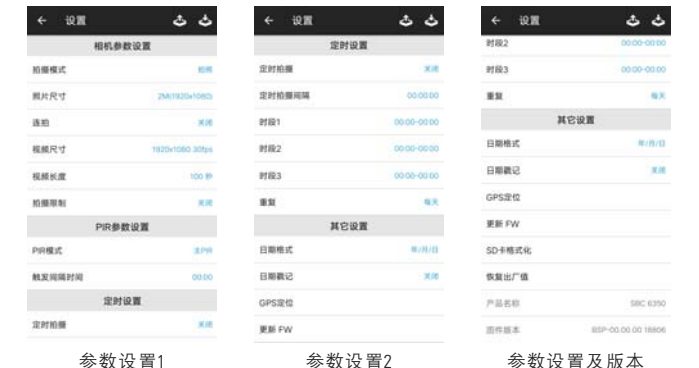 设置
相机参数设置
拍摄模式 拍照
照片尺寸 2M(1920x1080)
连拍 关闭
视频尺寸 1920x1080 30fps
视频长度 100 秒
拍摄限制 关闭
PIR参数设置
PIR模式 主PIR
触发间隔时间 00:00
定时设置
定时拍摄 关闭
参数设置1
设置
定时设置
定时拍摄 关闭
定时拍摄间隔 00:00:00
时段1 00:00-00:00
时段2 00:00-00:00
时段3 00:00-00:00
重复 每天
其它设置
日期格式 年/月/日
日期戳记 关闭
GPS定位
更新 FW
参数设置2
设置
时段2 00:00-00:00
时段3 00:00-00:00
重复 每天
其它设置
日期格式 年/月/日
日期戳记 关闭
GPS定位
更新 FW
SD卡格式化
恢复出厂值
产品名称 SBC 6350
固件版本 BSP-00.00.00 18806
参数设置及版本